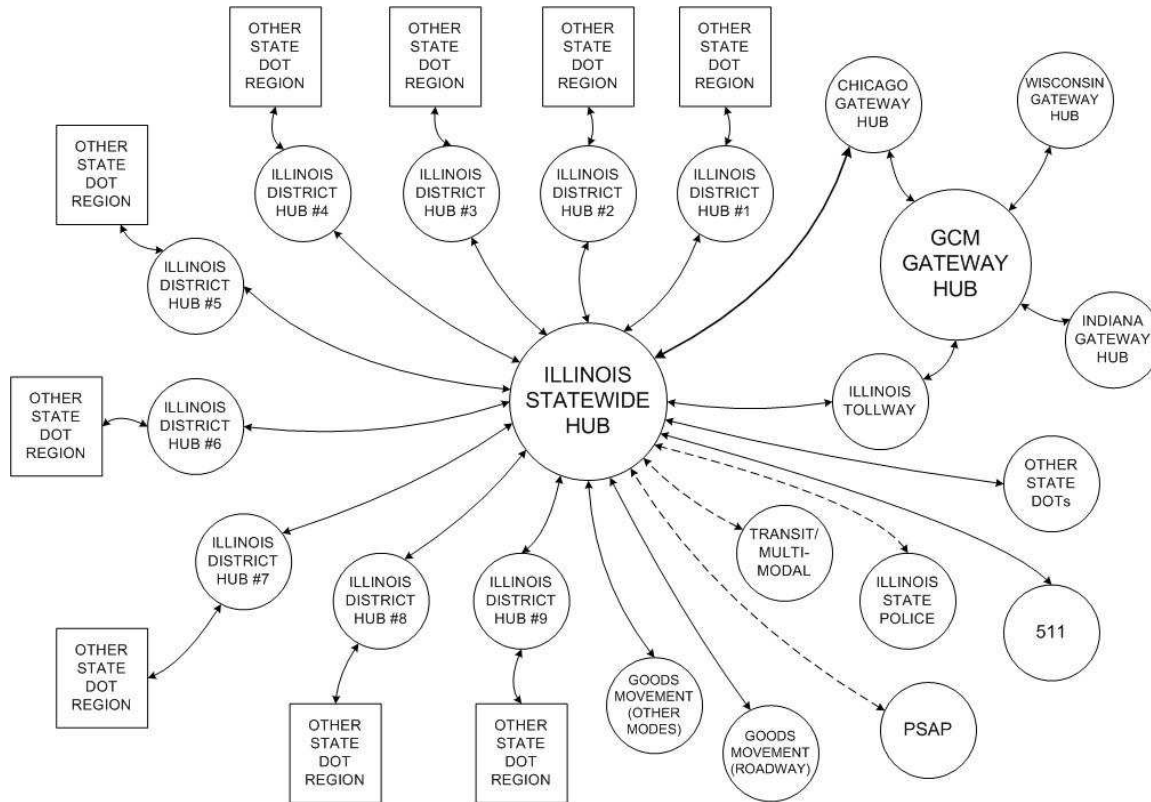 OTHER
STATE
DOT
REGION
OTHER
STATE
DOT
REGION
OTHER
STATE
DOT
REGION
OTHER
STATE
DOT
REGION
CHICAGO
GATEWAY
HUB
WISCONSIN
GATEWAY
HUB
OTHER
STATE
DOT
REGION
ILLINOIS
DISTRICT
HUB #4
ILLINOIS
DISTRICT
HUB #3
ILLINOIS
DISTRICT
HUB #2
ILLINOIS
DISTRICT
HUB #1
GCM
GATEWAY
HUB
ILLINOIS
DISTRICT
HUB #5
INDIANA
GATEWAY
HUB
ILLINOIS
STATEWIDE
HUB
ILLINOIS
TOLLWAY
OTHER
STATE
DOT
REGION
ILLINOIS
DISTRICT
HUB #6
OTHER
STATE
DOTs
ILLINOIS
DISTRICT
HUB #7
TRANSIT/
MULTI-
MODAL
ILLINOIS
DISTRICT
HUB #8
ILLINOIS
DISTRICT
HUB #9
ILLINOIS
STATE
POLICE
511
OTHER
STATE
DOT
REGION
GOODS
MOVEMENT
(OTHER
MODES)
OTHER
STATE
DOT
REGION
OTHER
STATE
DOT
REGION
GOODS
MOVEMENT
(ROADWAY)
PSAP